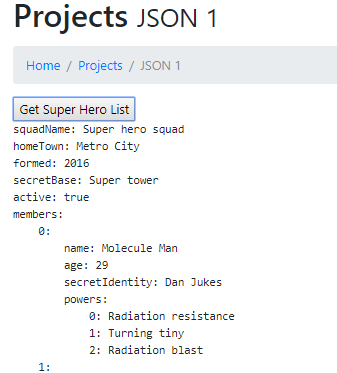 Projects JSON 1
Home / Projects / JSON 1
Get Super Hero List
squadName: Super hero squad
homeTown: Metro City
formed: 2016
secretBase: Super tower
active: true
members:
0:
name: Molecule Man
age: 29
secretIdentity: Dan Jukes
powers:
0: Radiation resistance
1: Turning tiny
2: Radiation blast
1: